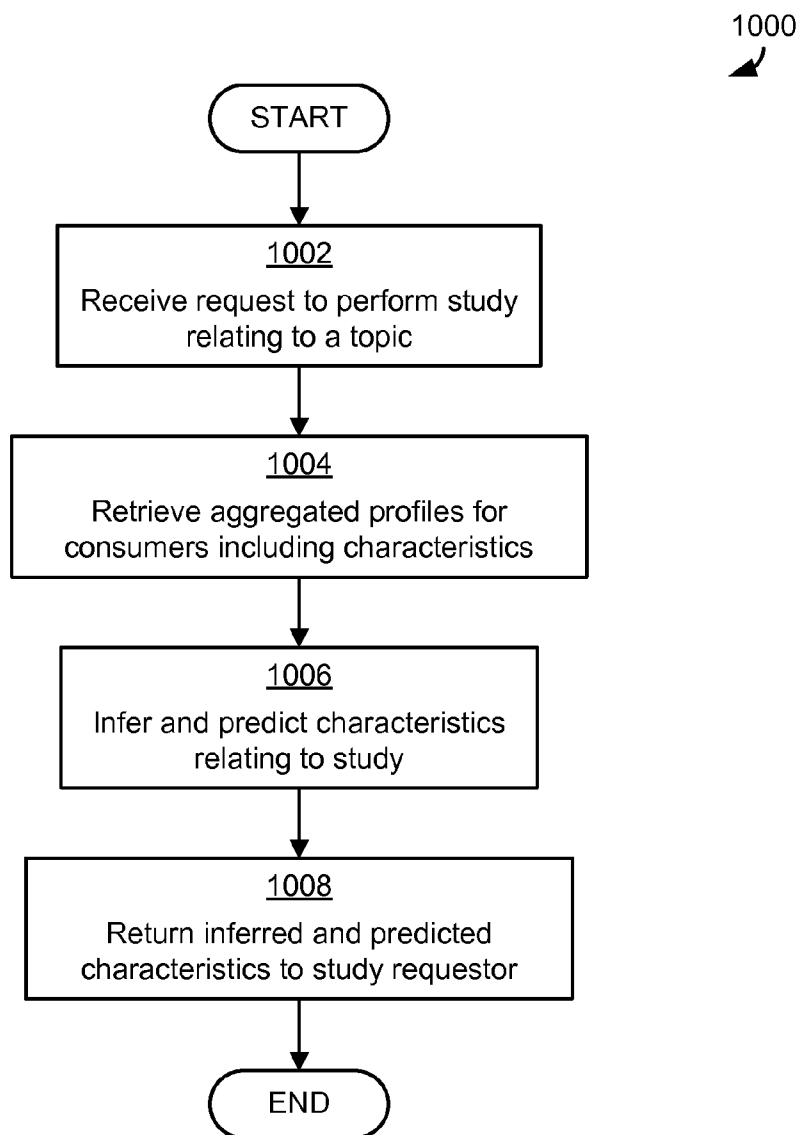 1000
START
1002
Receive request to perform study
relating to a topic
1004
Retrieve aggregated profiles for
consumers including characteristics
1006
Infer and predict characteristics
relating to study
1008
Return inferred and predicted
characteristics to study requestor
END